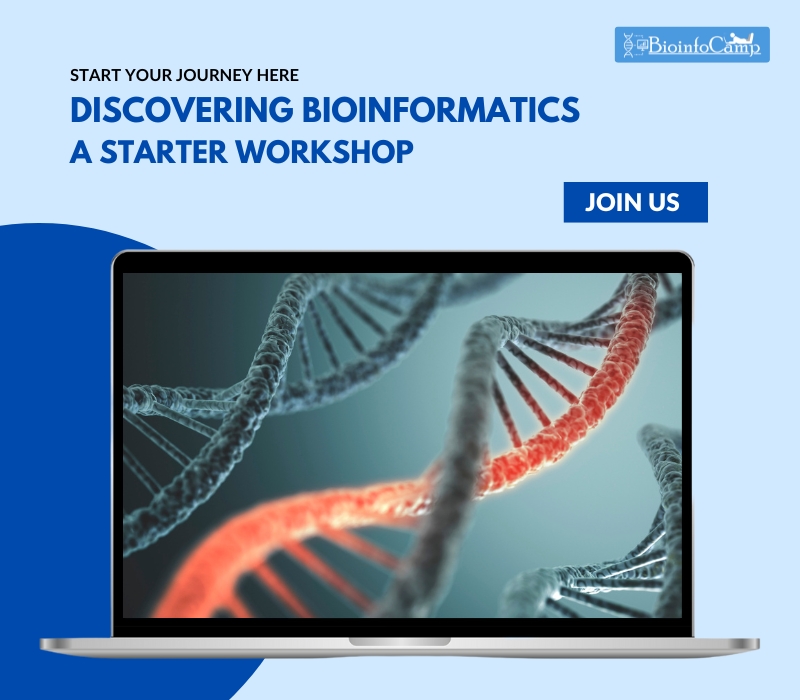 BioinfoCamp
START YOUR JOURNEY HERE
DISCOVERING BIOINFORMATICS
A STARTER WORKSHOP
JOIN US